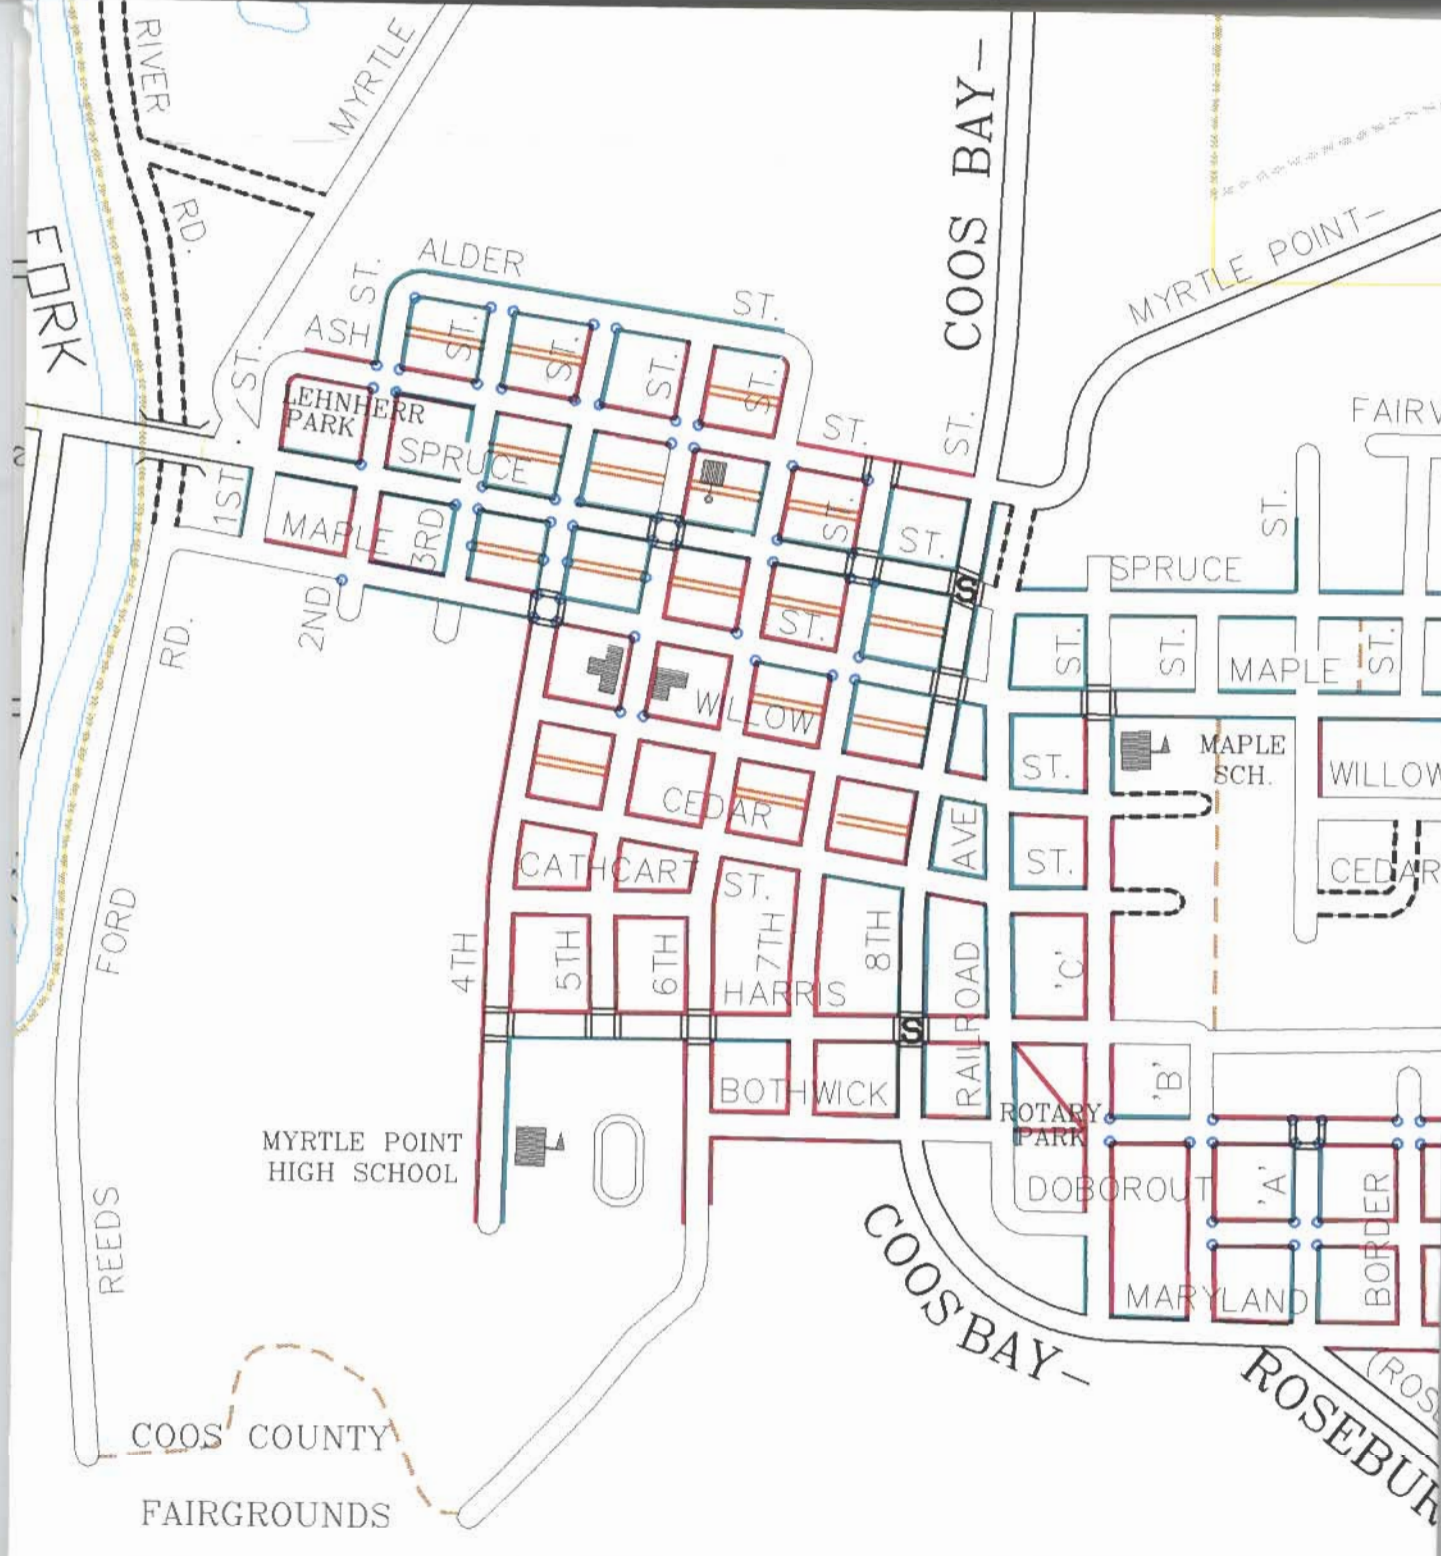 RIVER
RD.
MYRTLE
ST.
FORK
COOS BAY-
MYRTLE POINT-
ALDER
ST.
ST.
ASH
ST.
ST.
ST.
ST.
LEHNHERR
PARK
ST.
ST.
FAIRV
SPRUCE
ST.
ST.
1ST
MAPLE
3RD
ST.
SPRUCE
2ND
ST.
ST.
ST.
ST.
MAPLE
RD.
WILLOW
ST.
MAPLE
SCH.
WILLOW
CEDAR
AVE.
CATHCART
ST.
ST.
CEDAR
FORD
4TH
5TH
6TH
7TH
8TH
HARRIS
RAILROAD
'C'
BOTHWICK
'B'
ROTARY
PARK
MYRTLE POINT
HIGH SCHOOL
DOBOROUT
'A'
BORDER
REEDS
MARYLAND
COOS BAY-
ROSEBUR
(ROSE
COOS COUNTY
FAIRGROUNDS
S
S